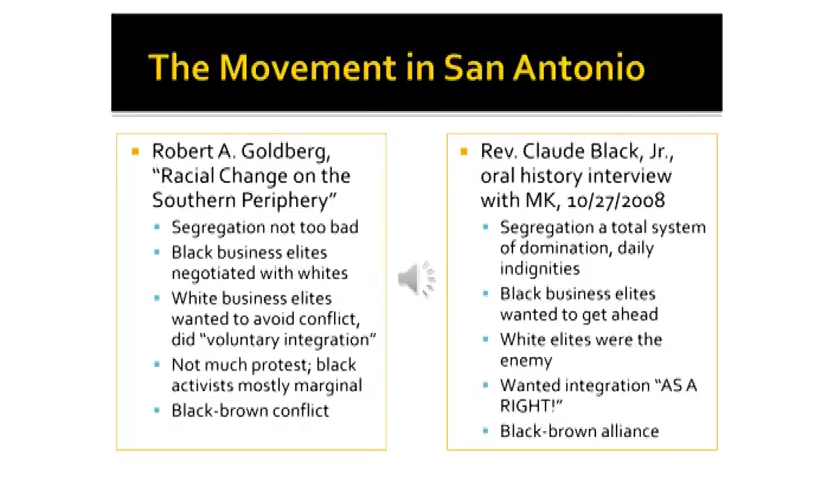 The Movement in San Antonio
Robert A. Goldberg,
“Racial Change on the
Southern Periphery”
Segregation not too bad
Black business elites
negotiated with whites
White business elites
wanted to avoid conflict,
did “voluntary integration”
Not much protest; black
activists mostly marginal
Black-brown conflict
Rev. Claude Black, Jr.,
oral history interview
with MK, 10/27/2008
Segregation a total system
of domination, daily
indignities
Black business elites
wanted to get ahead
White elites were the
enemy
Wanted integration “AS A
RIGHT!”
Black-brown alliance